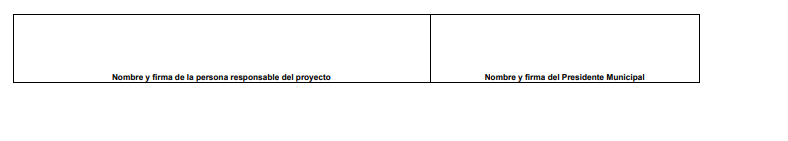 Nombre y firma de la persona responsable del proyecto
Nombre y firma del Presidente Municipal